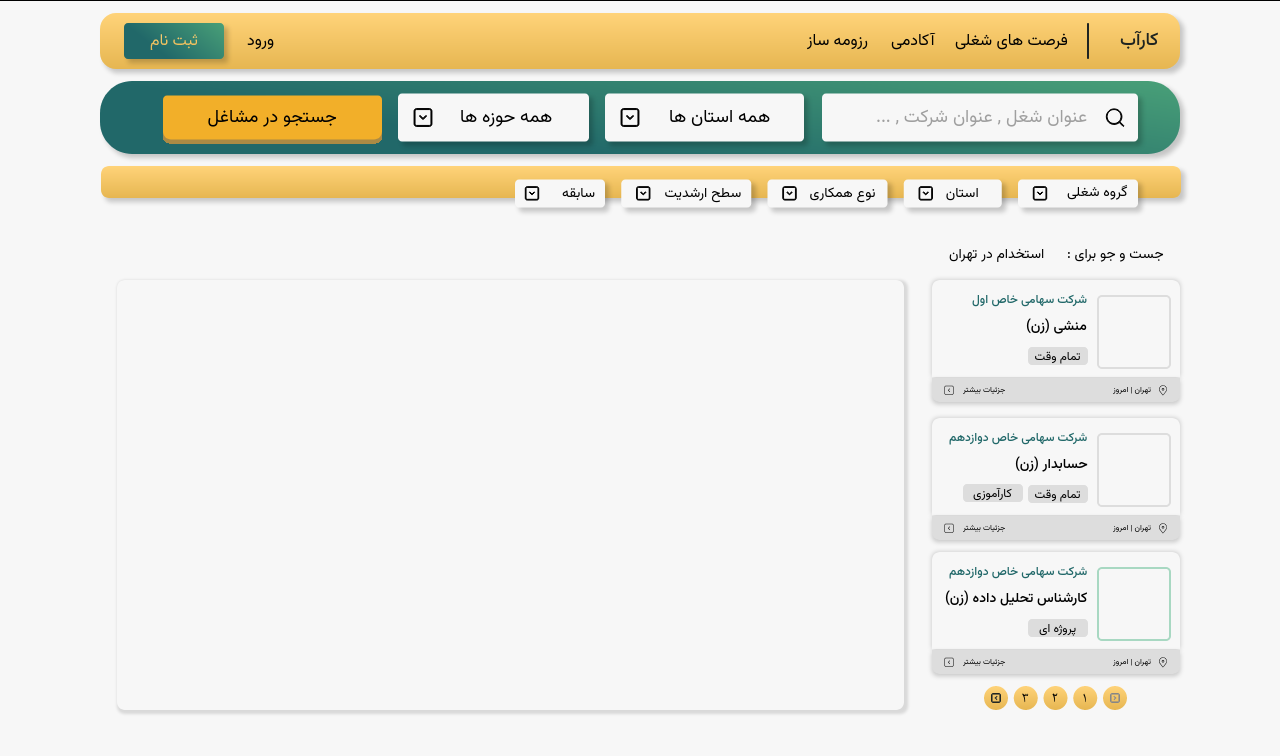 کارآب فرصت های شغلی آکادمی رزومه ساز ورود ثبت نام
عنوان شغل , عنوان شرکت , ... همه استان ها همه حوزه ها جستجو در مشاغل
گروه شغلی استان نوع همکاری سطح ارشدیت سابقه
جست و جو برای : استخدام در تهران
شرکت سهامی خاص اول
منشی (زن)
تمام وقت
تهران | امروز جزئیات بیشتر
شرکت سهامی خاص دوازدهم
حسابدار (زن)
تمام وقت کارآموزی
تهران | امروز جزئیات بیشتر
شرکت سهامی خاص دوازدهم
کارشناس تحلیل داده (زن)
پروژه ای
تهران | امروز جزئیات بیشتر
۱ ۲ ۳